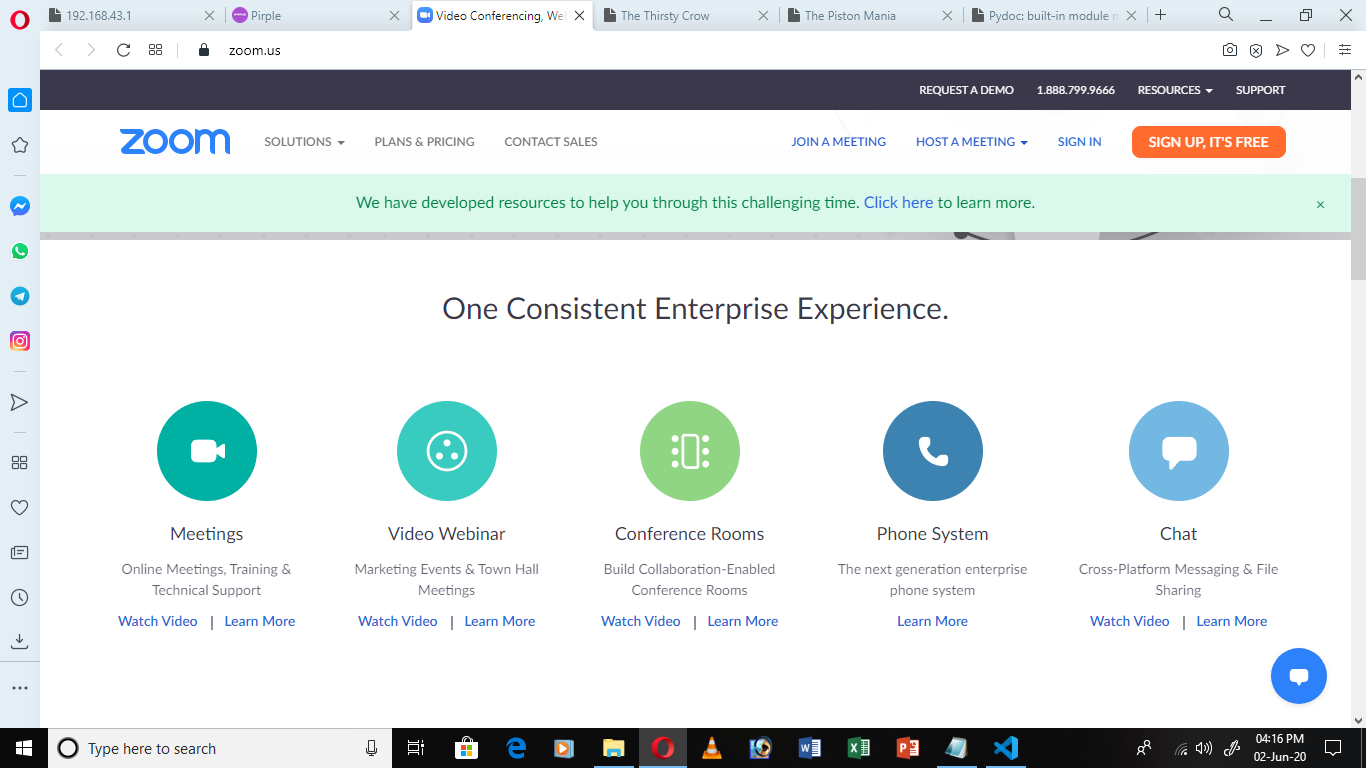 192.168.43.1
Pirple
Video Conferencing, We
The Thirsty Crow
The Piston Mania
Pydoc: built-in module
zoom.us
REQUEST A DEMO 1.888.799.9666 RESOURCES SUPPORT
zoom SOLUTIONS PLANS & PRICING CONTACT SALES JOIN A MEETING HOST A MEETING SIGN IN SIGN UP, IT'S FREE
We have developed resources to help you through this challenging time. Click here to learn more. ×
One Consistent Enterprise Experience.
Meetings
Online Meetings, Training &
Technical Support
Watch Video | Learn More
Video Webinar
Marketing Events & Town Hall
Meetings
Watch Video | Learn More
Conference Rooms
Build Collaboration-Enabled
Conference Rooms
Watch Video | Learn More
Phone System
The next generation enterprise
phone system
Learn More
Chat
Cross-Platform Messaging & File
Sharing
Watch Video | Learn More
Type here to search
04:16 PM
02-Jun-20